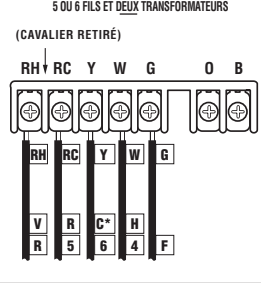 5 OU 6 FILS ET DEUX TRANSFORMATEURS
(CAVALIER RETIRÉ)
RH RC Y W G O B
RH RC Y W G
V R C* H
R 5 6 4 F